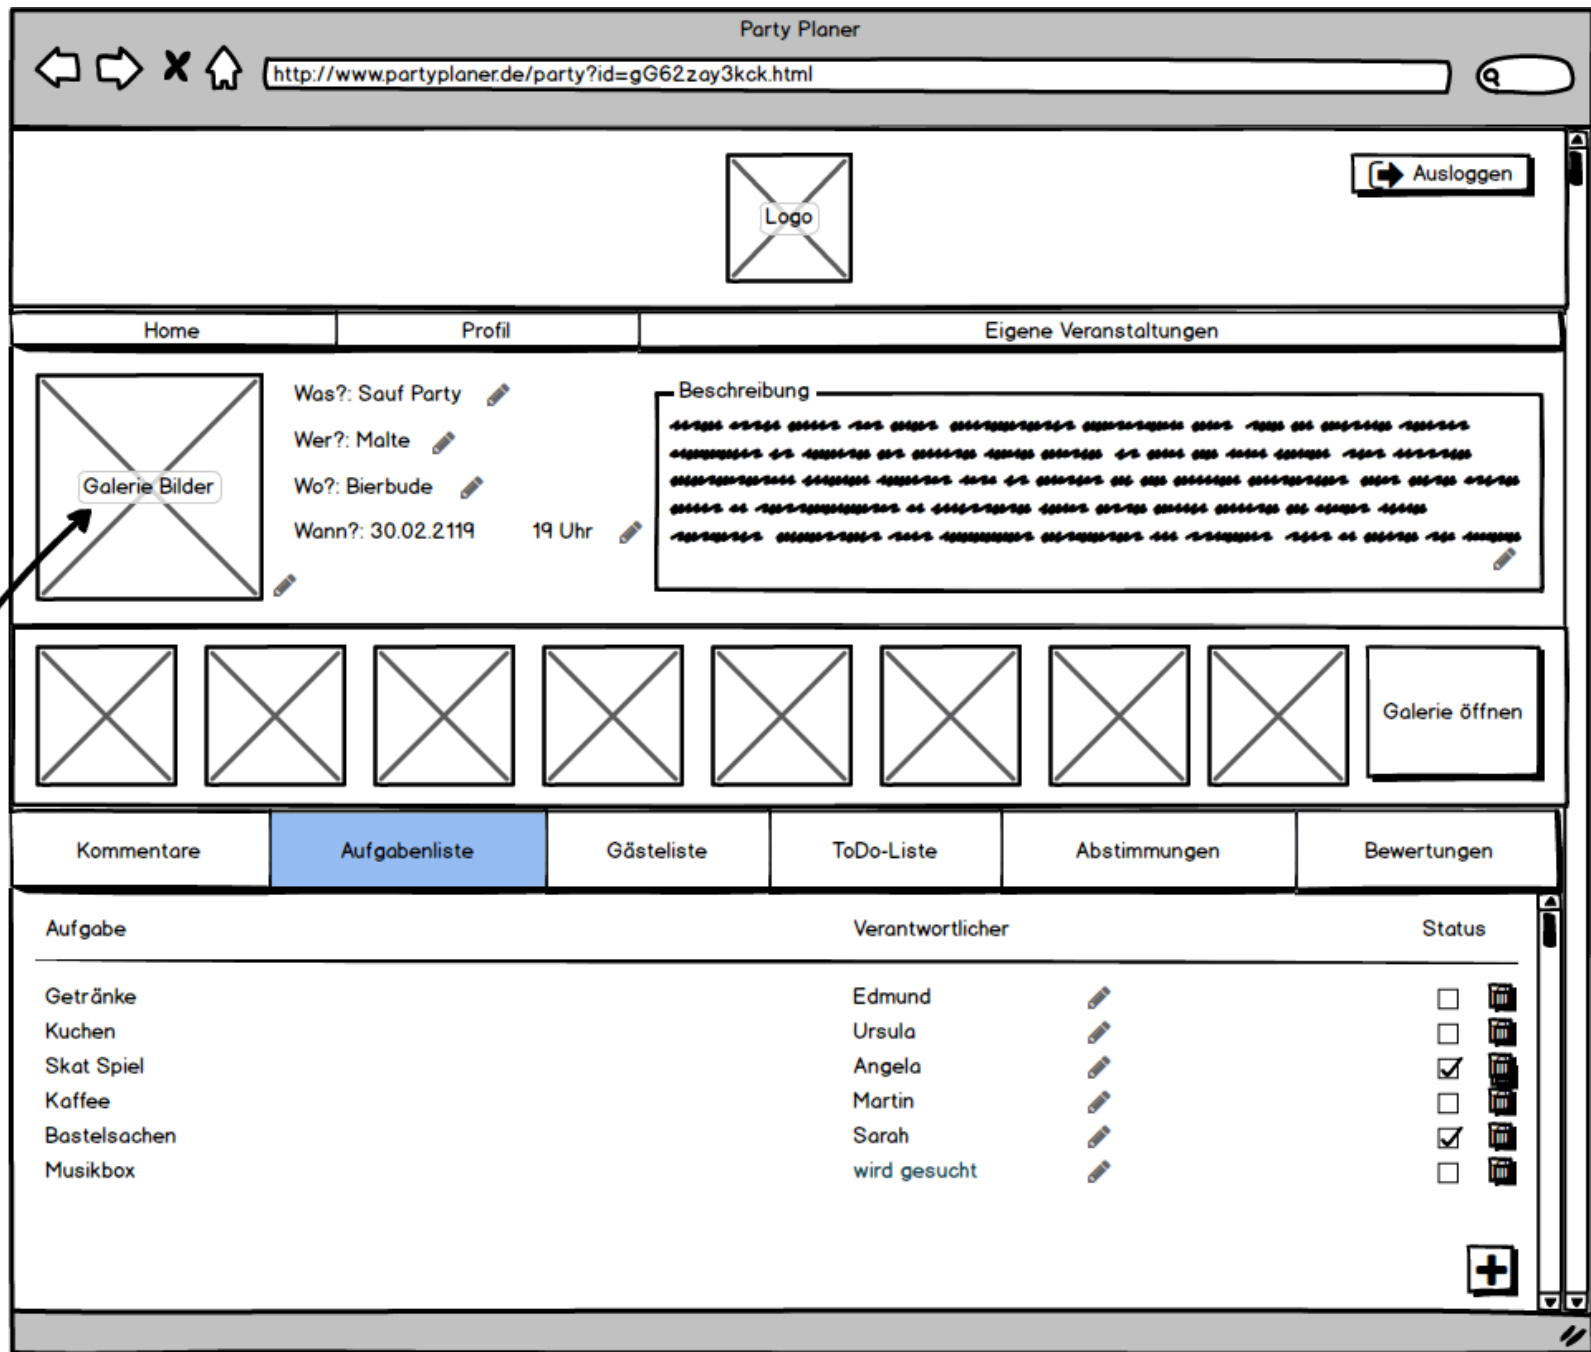 Party Planer
http://www.partyplaner.de/party?id=gG62zay3kck.html
Ausloggen
Logo
Home Profil Eigene Veranstaltungen
Galerie Bilder
Was?: Sauf Party
Wer?: Malte
Wo?: Bierbude
Wann?: 30.02.2119 19 Uhr
Beschreibung
Galerie öffnen
Kommentare Aufgabenliste Gästeliste ToDo-Liste Abstimmungen Bewertungen
Aufgabe Verantwortlicher Status
Getränke Edmund
Kuchen Ursula
Skat Spiel Angela
Kaffee Martin
Bastelsachen Sarah
Musikbox wird gesucht